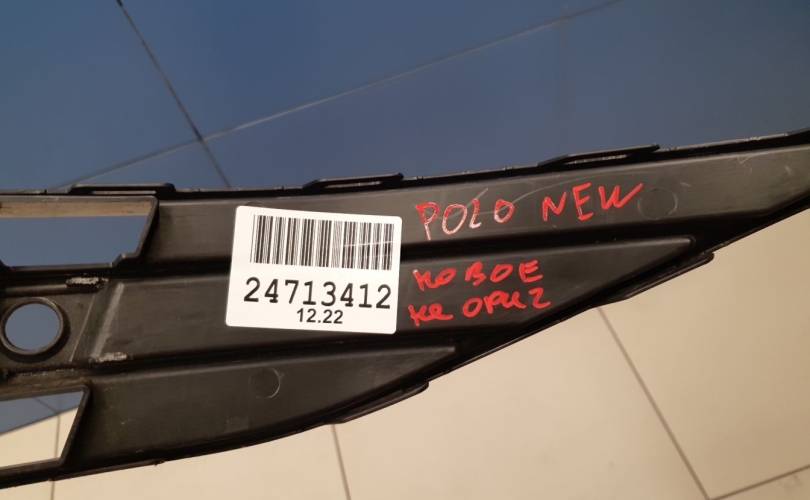 POLO NEW
24713412
12.22
новое
не ориг